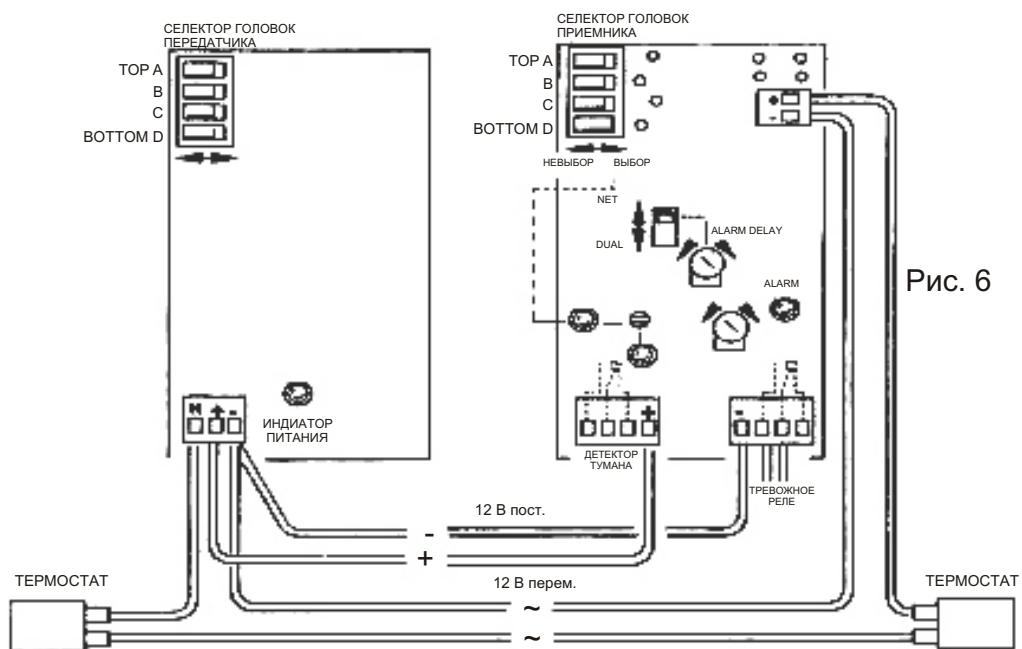 СЕЛЕКТОР ГОЛОВОК
ПЕРЕДАТЧИКА
TOP A
B
C
BOTTOM D
СЕЛЕКТОР ГОЛОВОК
ПРИЕМНИКА
TOP A
B
C
BOTTOM D
+
-
НЕВЫБОР ВЫБОР
NET
DUAL
ALARM DELAY
ALARM
Рис. 6
H + -
ИНДИАТОР
ПИТАНИЯ
+
-
ДЕТЕКТОР
ТУМАНА
ТРЕВОЖНОЕ
РЕЛЕ
12 В пост.
-
+
12 В перем.
~
~
ТЕРМОСТАТ
ТЕРМОСТАТ